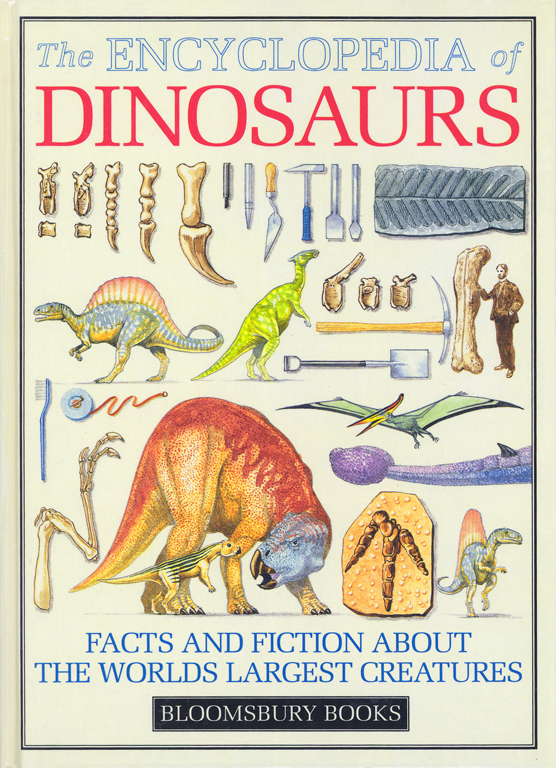 The ENCYCLOPEDIA of
DINOSAURS
FACTS AND FICTION ABOUT
THE WORLDS LARGEST CREATURES
BLOOMSBURY BOOKS